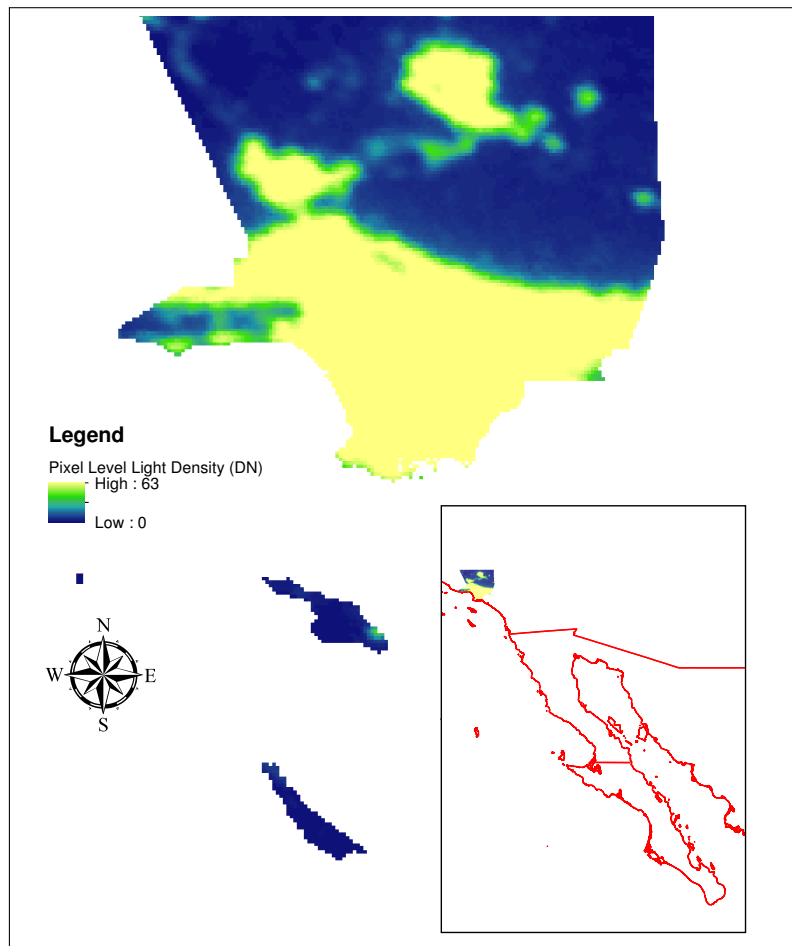 Legend
Pixel Level Light Density (DN)
High : 63
Low : 0
N
W E
S